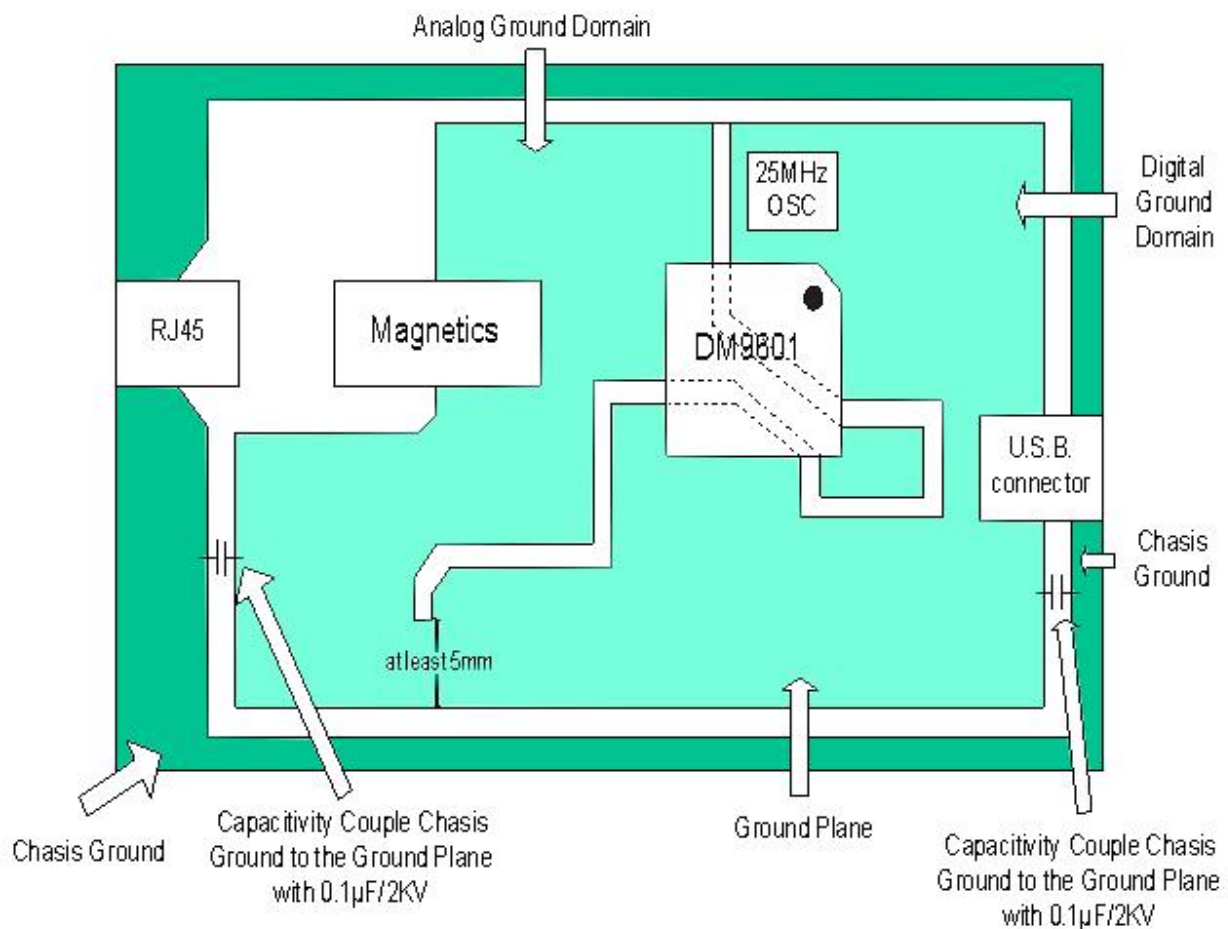 Analog Ground Domain
25MHz
OSC
Digital
Ground
Domain
RJ45
Magnetics
DM9601
U.S.B.
connector
Chasis
Ground
atleast5mm
Chasis Ground
Capacitivity Couple Chasis
Ground to the Ground Plane
with 0.1µF/2KV
Ground Plane
Capacitivity Couple Chasis
Ground to the Ground Plane
with 0.1µF/2KV